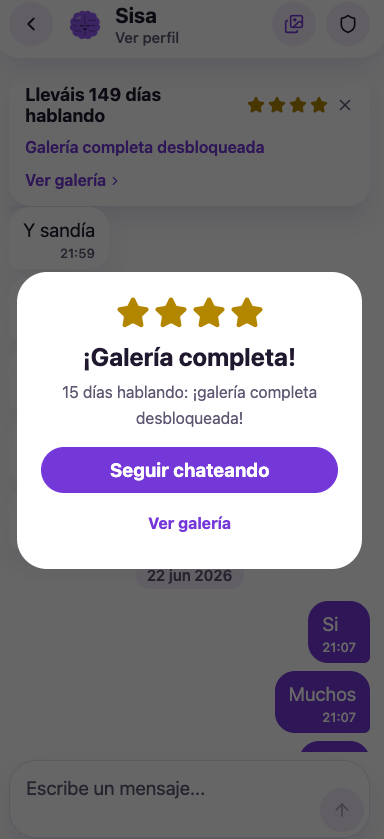 Sisa
Ver perfil
Lleváis 149 días
hablando
Galería completa desbloqueada
Ver galería ›
Y sandía
21:59
¡Galería completa!
15 días hablando: ¡galería completa
desbloqueada!
Seguir chateando
Ver galería
22 jun 2026
Si
21:07
Muchos
21:07
Escribe un mensaje...